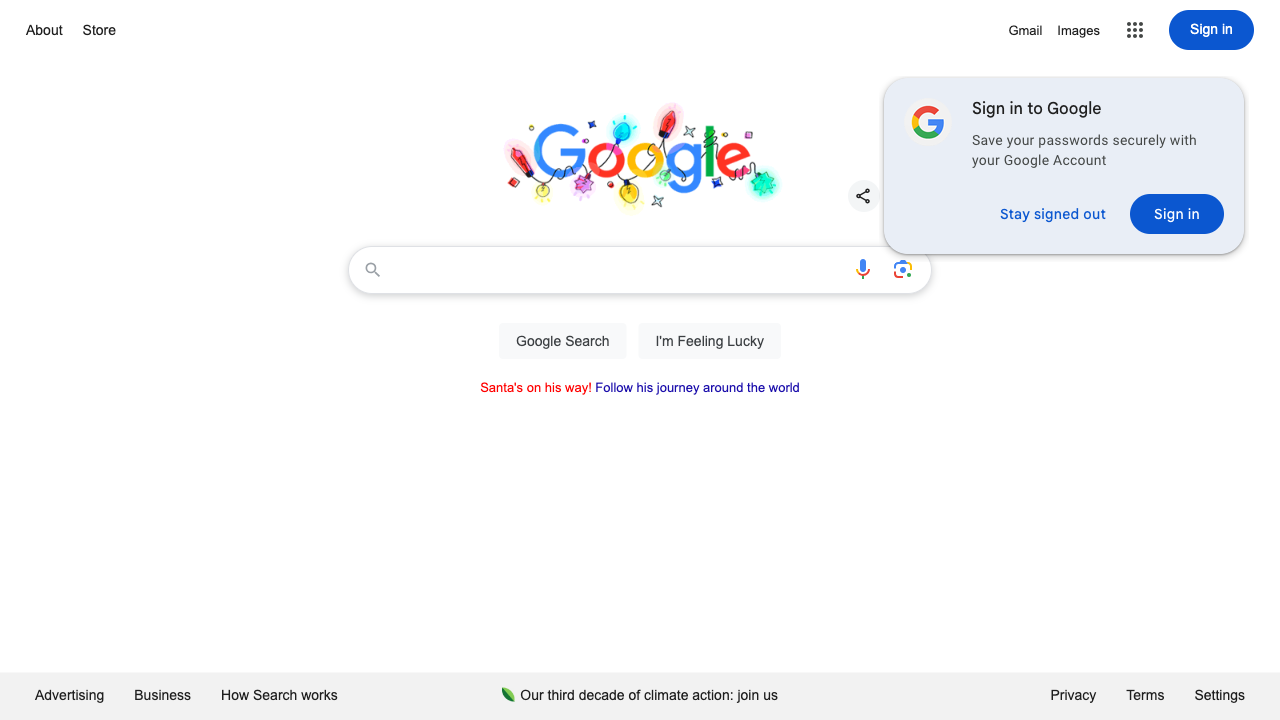 About Store
Gmail Images
Sign in
Google
Sign in to Google
Save your passwords securely with
your Google Account
Stay signed out
Sign in
Google Search
I'm Feeling Lucky
Santa's on his way! Follow his journey around the world
Advertising Business How Search works
Our third decade of climate action: join us
Privacy Terms Settings